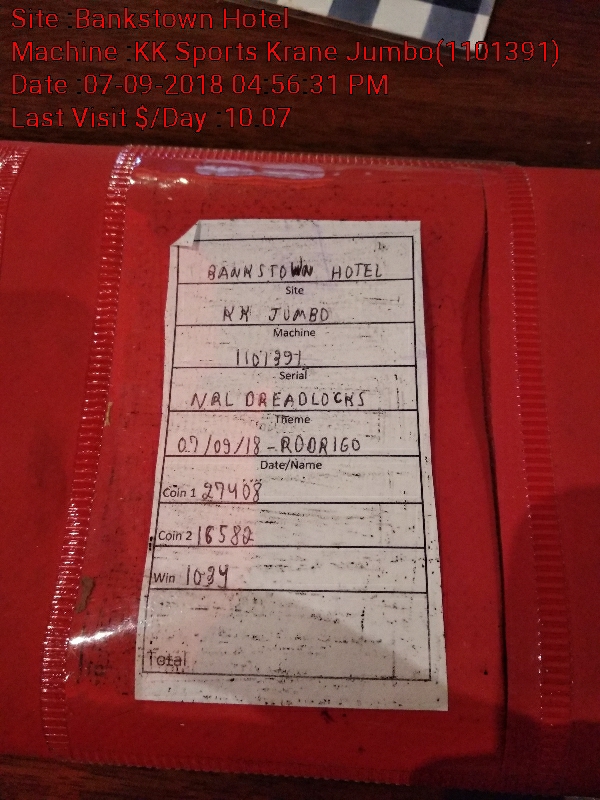 Site :Bankstown Hotel
Machine :KK Sports Krane Jumbo(1101391)
Date :07-09-2018 04:56:31 PM
Last Visit $/Day :10.07
BANKSTOWN HOTEL
Site
KK JUMBO
Machine
1101391
Serial
NRL DREADLOCKS
Theme
07/09/18-RODRIGO
Date/Name
Coin 1 27408
Coin 2 16582
Win 1034
Total